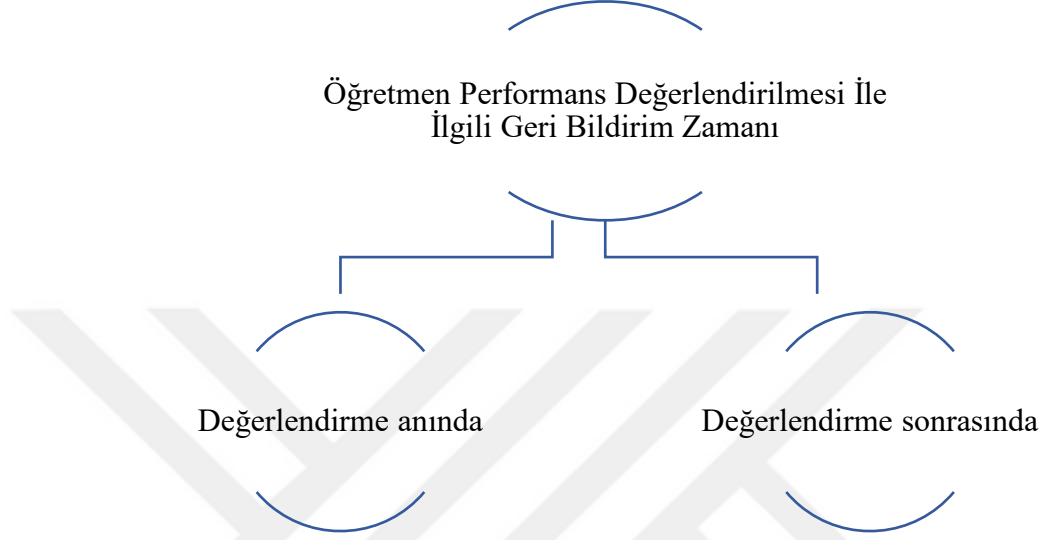 Öğretmen Performans Değerlendirilmesi İle
İlgili Geri Bildirim Zamanı
Değerlendirme anında
Değerlendirme sonrasında